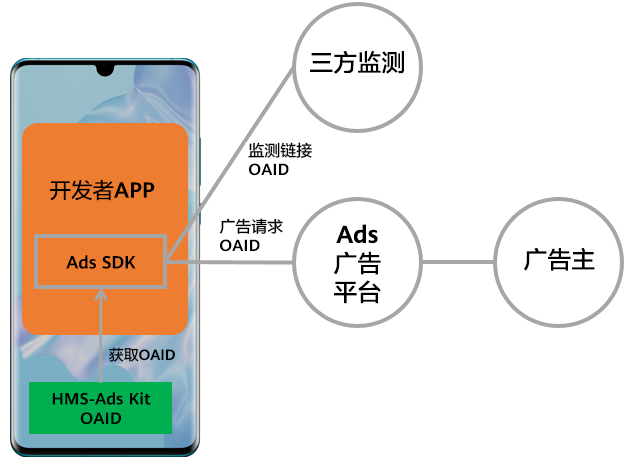 三方监测
监测链接
OAID
开发者APP
广告请求
OAID
Ads
广告
平台
广告主
Ads SDK
获取OAID
HMS-Ads Kit
OAID